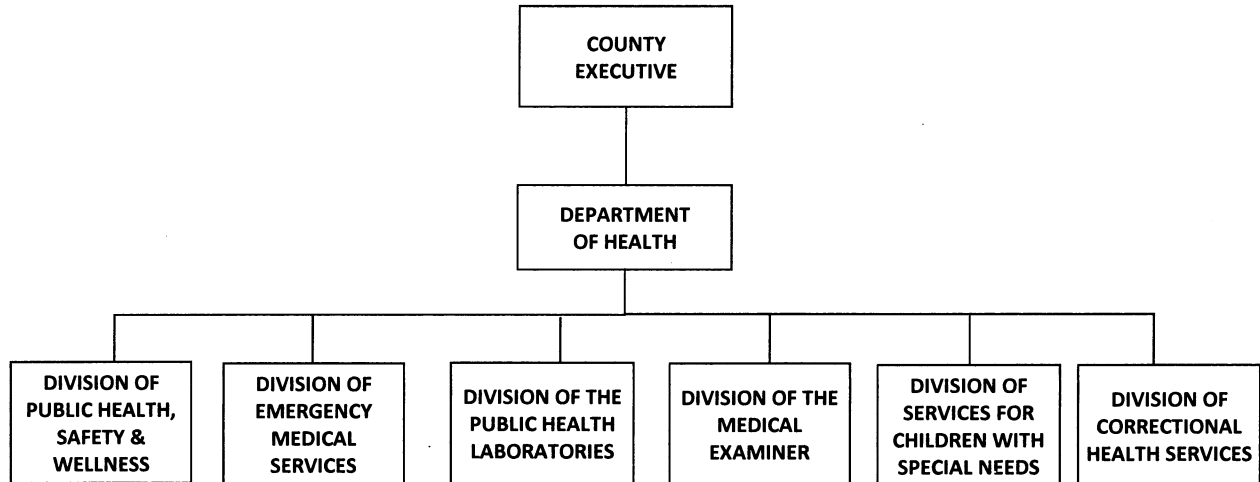 COUNTY
EXECUTIVE
DEPARTMENT
OF HEALTH
DIVISION OF
PUBLIC HEALTH,
SAFETY &
WELLNESS
DIVISION OF
EMERGENCY
MEDICAL
SERVICES
DIVISION OF THE
PUBLIC HEALTH
LABORATORIES
DIVISION OF THE
MEDICAL
EXAMINER
DIVISION OF
SERVICES FOR
CHILDREN WITH
SPECIAL NEEDS
DIVISION OF
CORRECTIONAL
HEALTH SERVICES